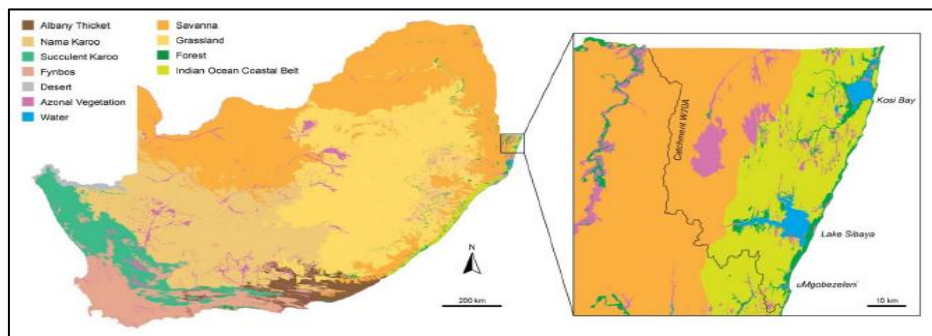 Albany Thicket
Nama Karoo
Succulent Karoo
Fynbos
Desert
Azonal Vegetation
Water
Savanna
Grassland
Forest
Indian Ocean Coastal Belt
N
200 km
Catchment W70A
Kosi Bay
Lake Sibaya
uMgobezeleni
10 km